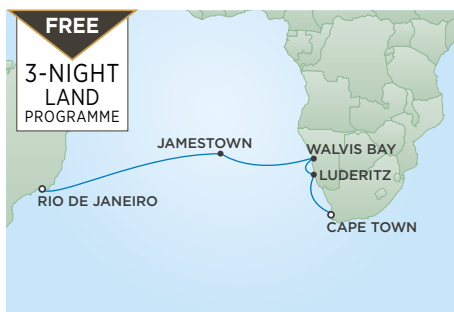 FREE
3-NIGHT
LAND
PROGRAMME
JAMESTOWN
WALVIS BAY
LUDERITZ
RIO DE JANEIRO
CAPE TOWN